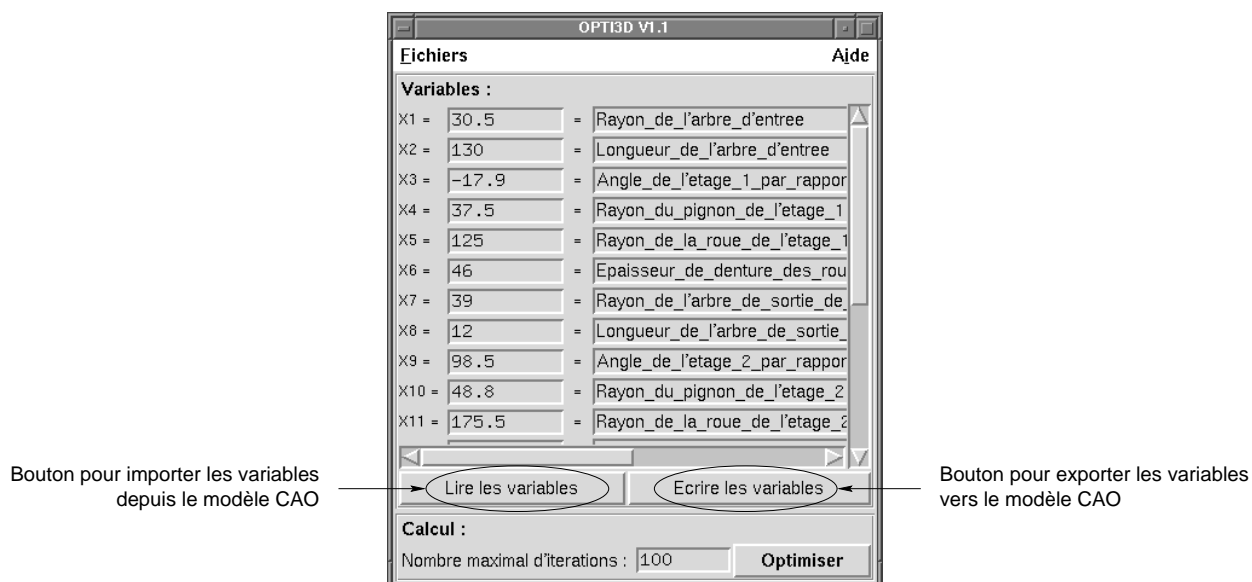 OPTI3D V1.1
Fichiers Aide
Variables :
X1 = 30.5 = Rayon_de_l'arbre_d'entree
X2 = 130 = Longueur_de_l'arbre_d'entree
X3 = -17.9 = Angle_de_l'etage_1_par_rappor
X4 = 37.5 = Rayon_du_pignon_de_l'etage_1
X5 = 125 = Rayon_de_la_roue_de_l'etage_1
X6 = 46 = Epaisseur_de_denture_des_rou
X7 = 39 = Rayon_de_l'arbre_de_sortie_de_
X8 = 12 = Longueur_de_l'arbre_de_sortie_
X9 = 98.5 = Angle_de_l'etage_2_par_rappor
X10 = 48.8 = Rayon_du_pignon_de_l'etage_2
X11 = 175.5 = Rayon_de_la_roue_de_l'etage_2
Bouton pour importer les variables
depuis le modèle CAO
Lire les variables Ecrire les variables
Bouton pour exporter les variables
vers le modèle CAO
Calcul :
Nombre maximal d'iterations : 100 Optimiser